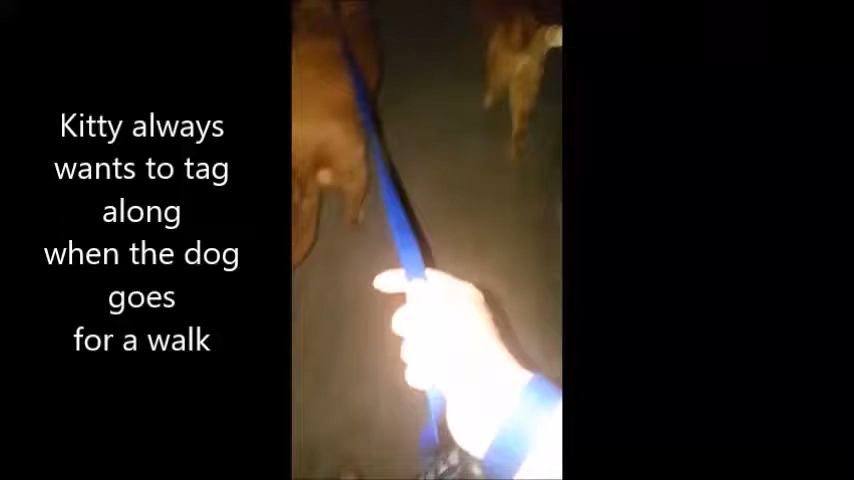 Kitty always
wants to tag
along
when the dog
goes
for a walk